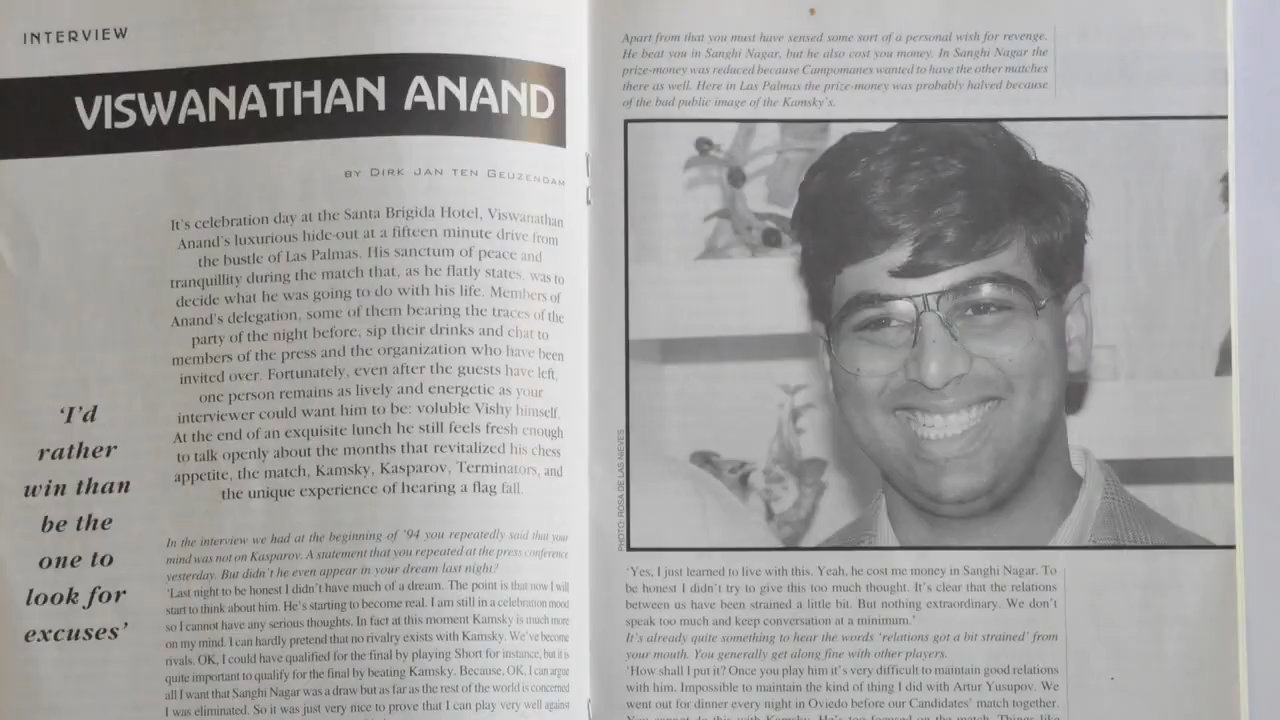 INTERVIEW
VISWANATHAN ANAND
BY DIRK JAN TEN GEUZENDAM
It's celebration day at the Santa Brigida Hotel, Viswanathan
Anand's luxurious hide-out at a fifteen minute drive from
the bustle of Las Palmas. His sanctum of peace and
tranquillity during the match that, as he flatly states, was to
decide what he was going to do with his life. Members of
Anand's delegation, some of them bearing the traces of the
party of the night before, sip their drinks and chat to
members of the press and the organization who have been
invited over. Fortunately, even after the guests have left,
one person remains as lively and energetic as your
interviewer could want him to be: voluble Vishy himself.
At the end of an exquisite lunch he still feels fresh enough
to talk openly about the months that revitalized his chess
appetite, the match, Kamsky, Kasparov, Terminators, and
the unique experience of hearing a flag fall.
'I'd
rather
win than
be the
one to
look for
excuses'
In the interview we had at the beginning of '94 you repeatedly said that your
mind was not on Kasparov. A statement that you repeated at the press conference
yesterday. But didn't he even appear in your dream last night?
'Last night to be honest I didn't have much of a dream. The point is that now I will
start to think about him. He's starting to become real. I am still in a celebration mood
so I cannot have any serious thoughts. In fact at this moment Kamsky is much more
on my mind. I can hardly pretend that no rivalry exists with Kamsky. We've become
rivals. OK, I could have qualified for the final by playing Short for instance, but it is
quite important to qualify for the final by beating Kamsky. Because, OK, I can argue
all I want that Sanghi Nagar was a draw but as far as the rest of the world is concerned
I was eliminated. So it was just very nice to prove that I can play very well against
Apart from that you must have sensed some sort of a personal wish for revenge.
He beat you in Sanghi Nagar, but he also cost you money. In Sanghi Nagar the
prize-money was reduced because Campomanes wanted to have the other matches
there as well. Here in Las Palmas the prize-money was probably halved because
of the bad public image of the Kamsky's.
PHOTO: ROSA DE LAS NIEVES
'Yes, I just learned to live with this. Yeah, he cost me money in Sanghi Nagar. To
be honest I didn't try to give this too much thought. It's clear that the relations
between us have been strained a little bit. But nothing extraordinary. We don't
speak too much and keep conversation at a minimum.'
It's already quite something to hear the words 'relations got a bit strained' from
your mouth. You generally get along fine with other players.
'How shall I put it? Once you play him it's very difficult to maintain good relations
with him. Impossible to maintain the kind of thing I did with Artur Yusupov. We
went out for dinner every night in Oviedo before our Candidates' match together.
You cannot do this with Kamsky. He's too focused on the match. Things like